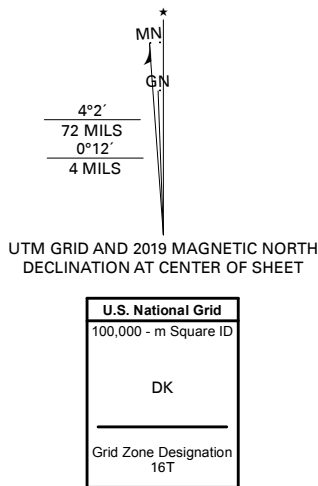 ★
MN
GN
4°2´
72 MILS
0°12´
4 MILS
UTM GRID AND 2019 MAGNETIC NORTH
DECLINATION AT CENTER OF SHEET
U.S. National Grid
100,000 - m Square ID
DK
Grid Zone Designation
16T